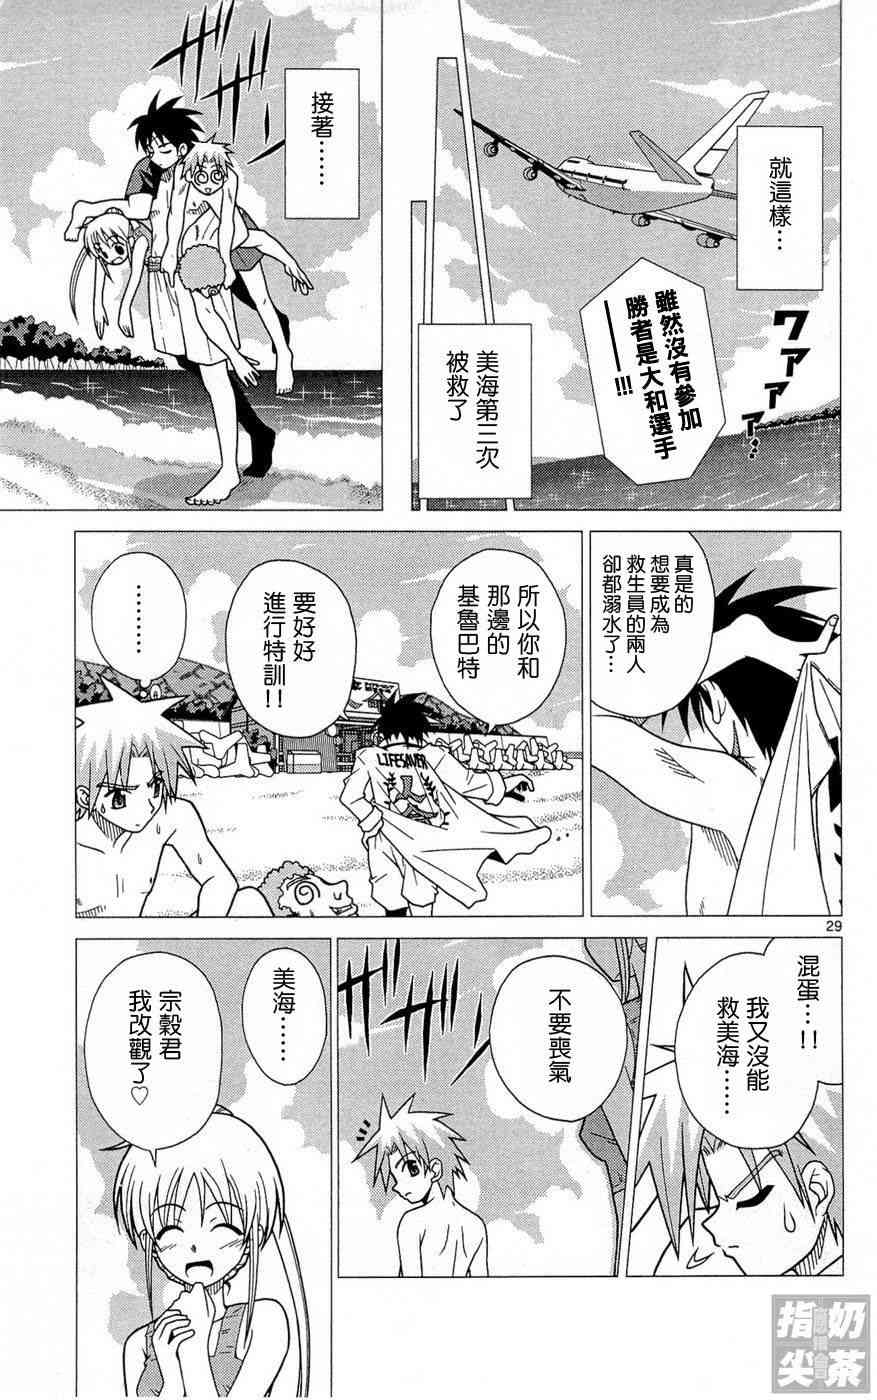 就這樣…
ワァァァァ…
雖然沒有參加
勝者是大和選手
——!!!
美海第三次
被救了
接著……
真是的
想要成為
救生員的兩人
卻都溺水了…
所以你和
那邊的
基魯巴特
LIFESAVER
要好好
進行特訓!!
………
29
混蛋…!!
我又沒能
救美海……
不要喪氣
美海……
宗穀君
我改觀了♡
奶茶
指尖